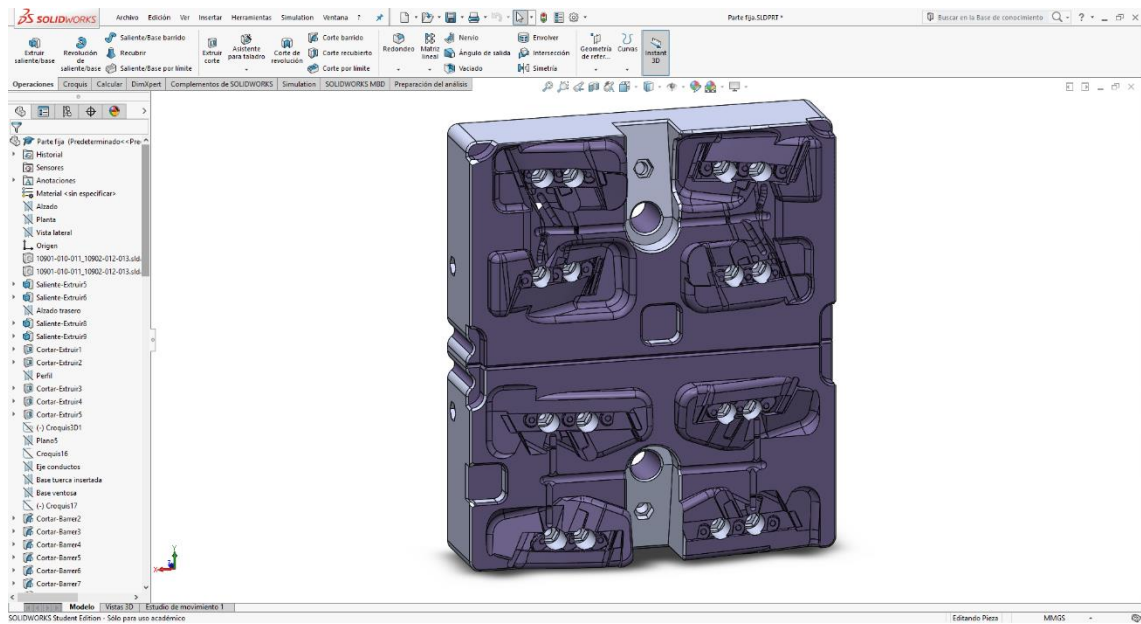 SOLIDWORKS
Archivo Edición Ver Insertar Herramientas Simulation Ventana ?
Parte fija.SLDPRT *
Buscar en la Base de conocimiento
Extruir saliente/base
Revolución de saliente/base
Saliente/Base barrido
Recubrir
Saliente/Base por límite
Extruir corte
Asistente para taladro
Corte de revolución
Corte barrido
Corte recubierto
Corte por límite
Redondeo
Matriz lineal
Nervio
Ángulo de salida
Vaciado
Envolver
Intersección
Simetría
Geometría de refer...
Curvas
Instant 3D
Operaciones Croquis Calcular DimXpert Complementos de SOLIDWORKS Simulation SOLIDWORKS MBD Preparación del análisis
Parte fija (Predeterminado<<Pre
Historial
Sensores
Anotaciones
Material <sin especificar>
Alzado
Planta
Vista lateral
Origen
10901-010-011_10902-012-013.sld
10901-010-011_10902-012-013.sld
Saliente-Extruir5
Saliente-Extruir6
Alzado trasero
Saliente-Extruir8
Saliente-Extruir9
Cortar-Extruir1
Cortar-Extruir2
Perfil
Cortar-Extruir3
Cortar-Extruir4
Cortar-Extruir5
(-) Croquis3D1
Plano5
Croquis16
Eje conductos
Base tuerca insertada
Base ventosa
(-) Croquis17
Cortar-Barrer2
Cortar-Barrer3
Cortar-Barrer4
Cortar-Barrer5
Cortar-Barrer6
Cortar-Barrer7
Modelo Vistas 3D Estudio de movimiento 1
SOLIDWORKS Student Edition - Sólo para uso académico
Editando Pieza MMGS